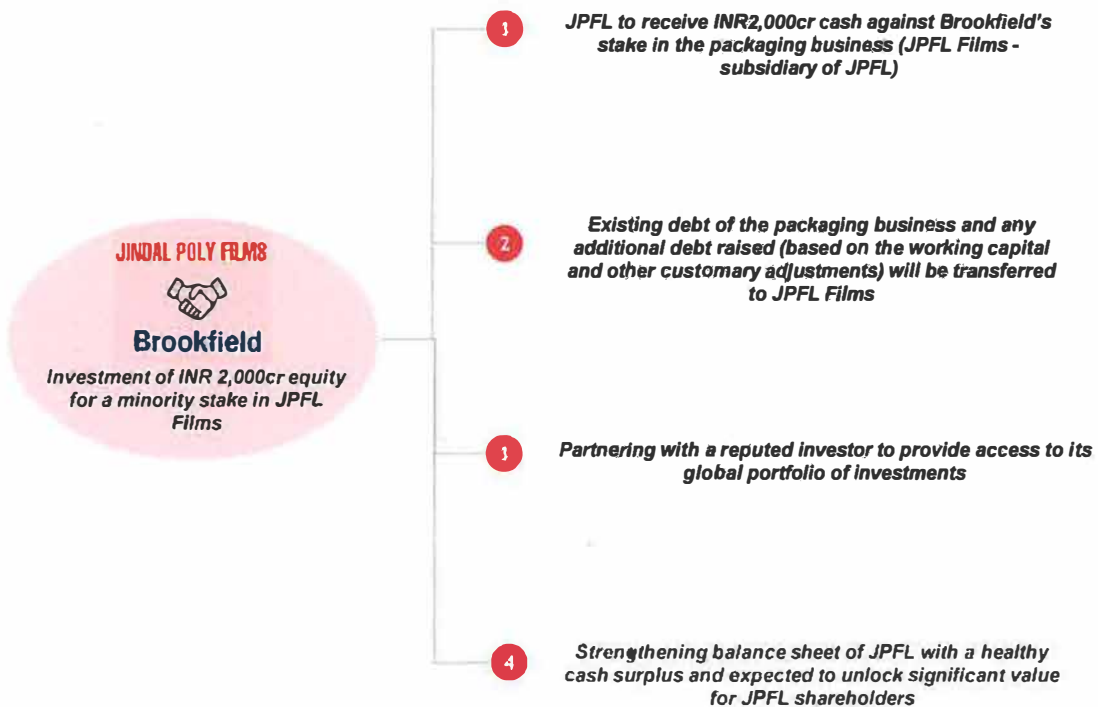 1
JPFL to receive INR2,000cr cash against Brookfield's
stake in the packaging business (JPFL Films -
subsidiary of JPFL)
2
Existing debt of the packaging business and any
additional debt raised (based on the working capital
and other customary adjustments) will be transferred
to JPFL Films
JINDAL POLY FILMS
Brookfield
Investment of INR 2,000cr equity
for a minority stake in JPFL
Films
3
Partnering with a reputed investor to provide access to its
global portfolio of investments
4
Strengthening balance sheet of JPFL with a healthy
cash surplus and expected to unlock significant value
for JPFL shareholders